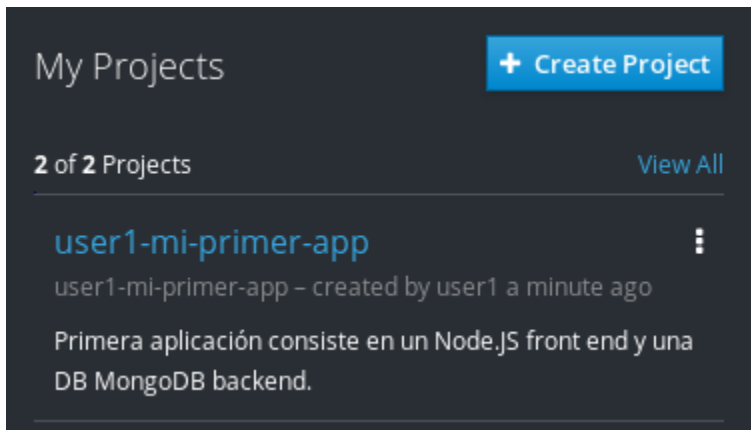 My Projects
+ Create Project
2 of 2 Projects
View All
user1-mi-primer-app
user1-mi-primer-app – created by user1 a minute ago
Primera aplicación consiste en un Node.JS front end y una
DB MongoDB backend.